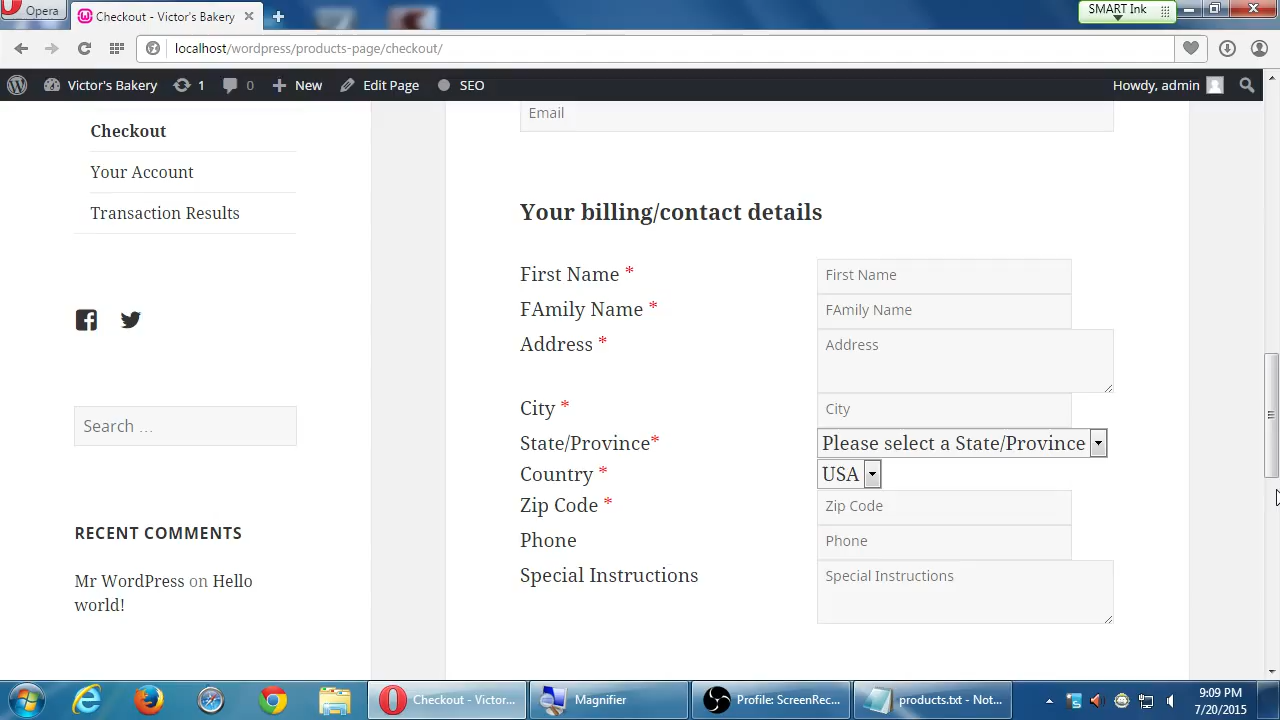 Opera
Checkout - Victor's Bakery
SMART Ink
localhost/wordpress/products-page/checkout/
Victor's Bakery
1
0
New
Edit Page
SEO
Howdy, admin
Checkout
Your Account
Transaction Results
Search …
RECENT COMMENTS
Mr WordPress on Hello
world!
Email
Your billing/contact details
First Name *
First Name
FAmily Name *
FAmily Name
Address *
Address
City *
City
State/Province*
Please select a State/Province
Country *
USA
Zip Code *
Zip Code
Phone
Phone
Special Instructions
Special Instructions
Checkout - Victor...
Magnifier
Profile: ScreenRec...
products.txt - Not...
9:09 PM
7/20/2015